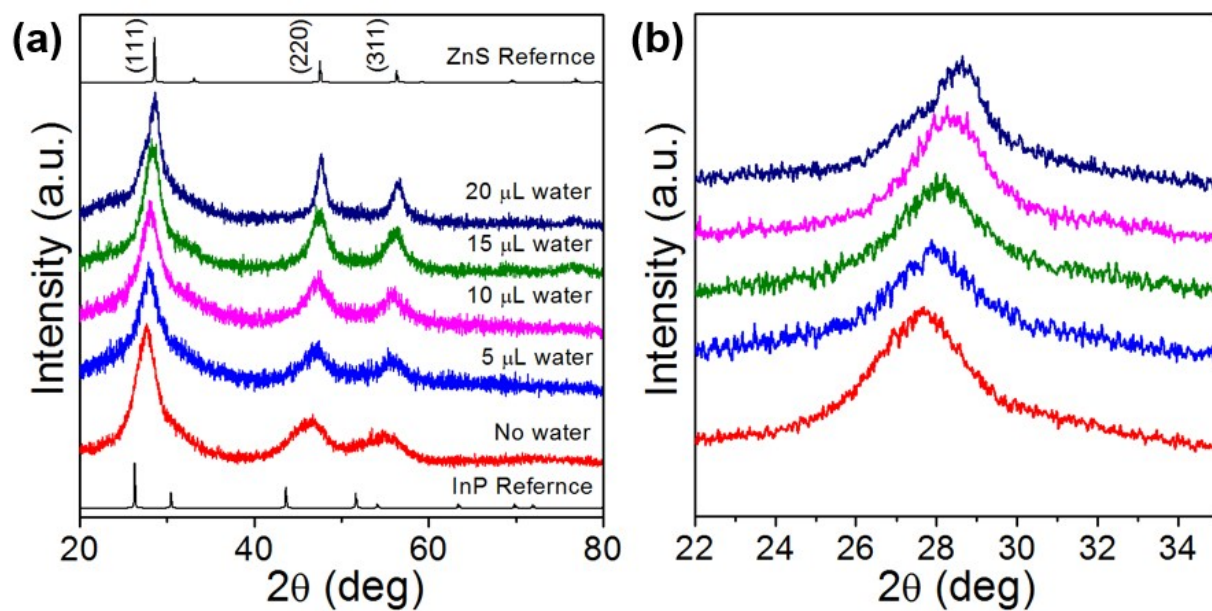 (a)
(111)
(220)
(311)
ZnS Refernce
20 μL water
15 μL water
10 μL water
5 μL water
No water
InP Refernce
Intensity (a.u.)
20 40 60 80
2θ (deg)
(b)
Intensity (a.u.)
22 24 26 28 30 32 34
2θ (deg)